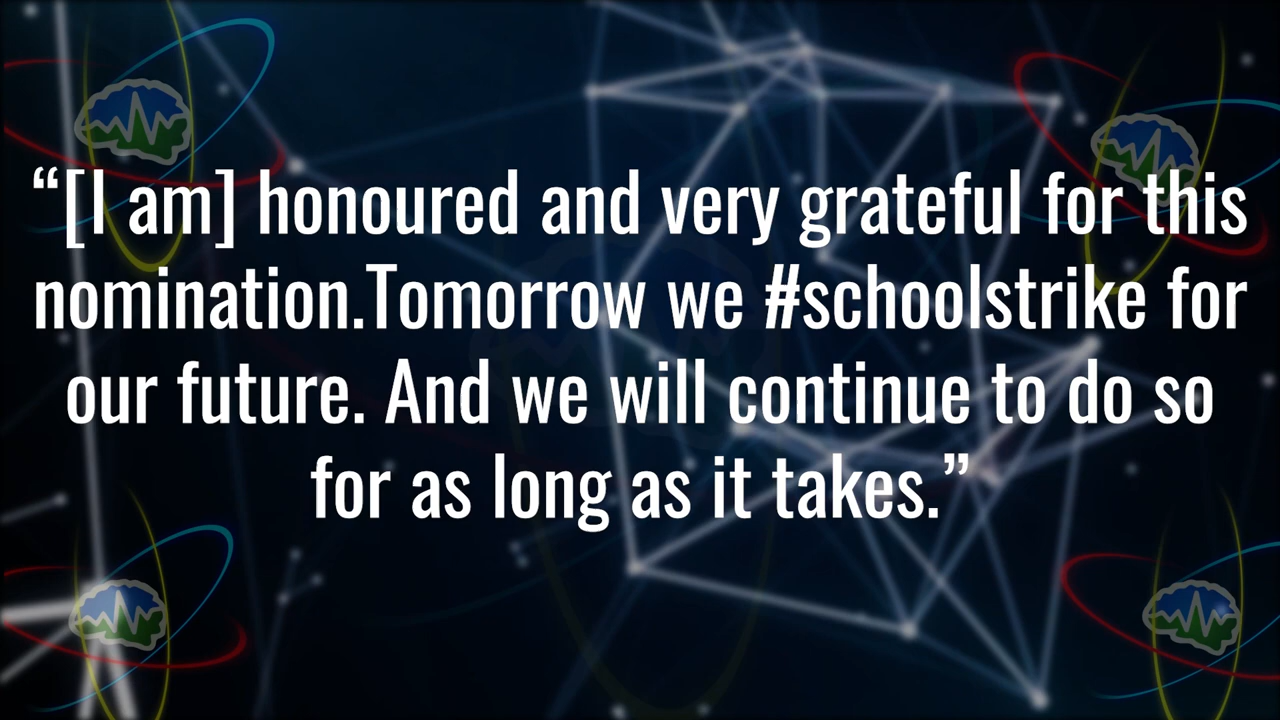 “[I am] honoured and very grateful for this
nomination.Tomorrow we #schoolstrike for
our future. And we will continue to do so
for as long as it takes.”